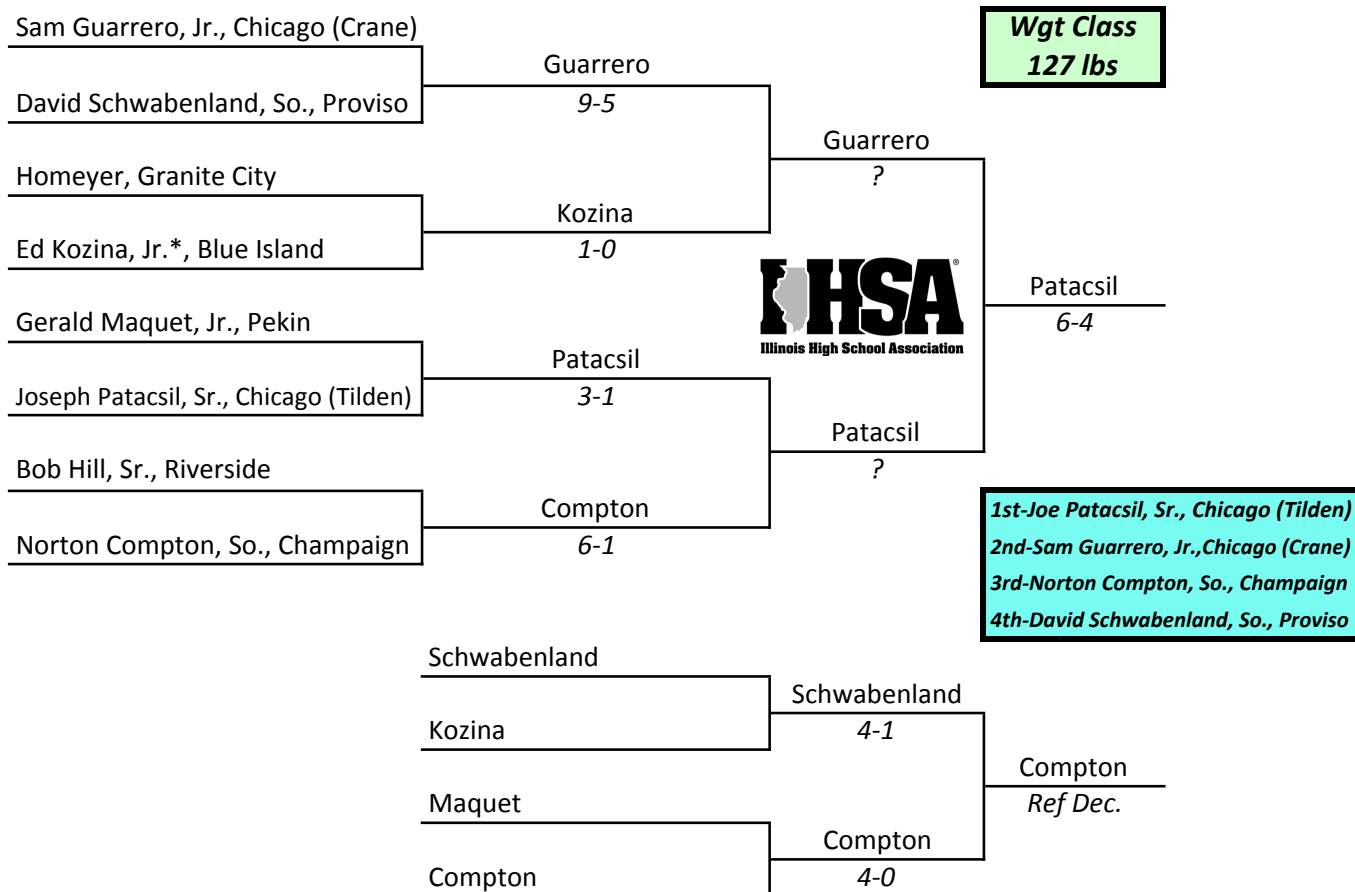 Sam Guarrero, Jr., Chicago (Crane)
Wgt Class
127 lbs
Guarrero
David Schwabenland, So., Proviso
9-5
Guarrero
?
Homeyer, Granite City
Kozina
1-0
Ed Kozina, Jr.*, Blue Island
IHSA®
Illinois High School Association
Patacsil
6-4
Gerald Maquet, Jr., Pekin
Patacsil
3-1
Joseph Patacsil, Sr., Chicago (Tilden)
Patacsil
?
Bob Hill, Sr., Riverside
Compton
6-1
Norton Compton, So., Champaign
1st-Joe Patacsil, Sr., Chicago (Tilden)
2nd-Sam Guarrero, Jr.,Chicago (Crane)
3rd-Norton Compton, So., Champaign
4th-David Schwabenland, So., Proviso
Schwabenland
Schwabenland
4-1
Kozina
Compton
Ref Dec.
Maquet
Compton
4-0
Compton